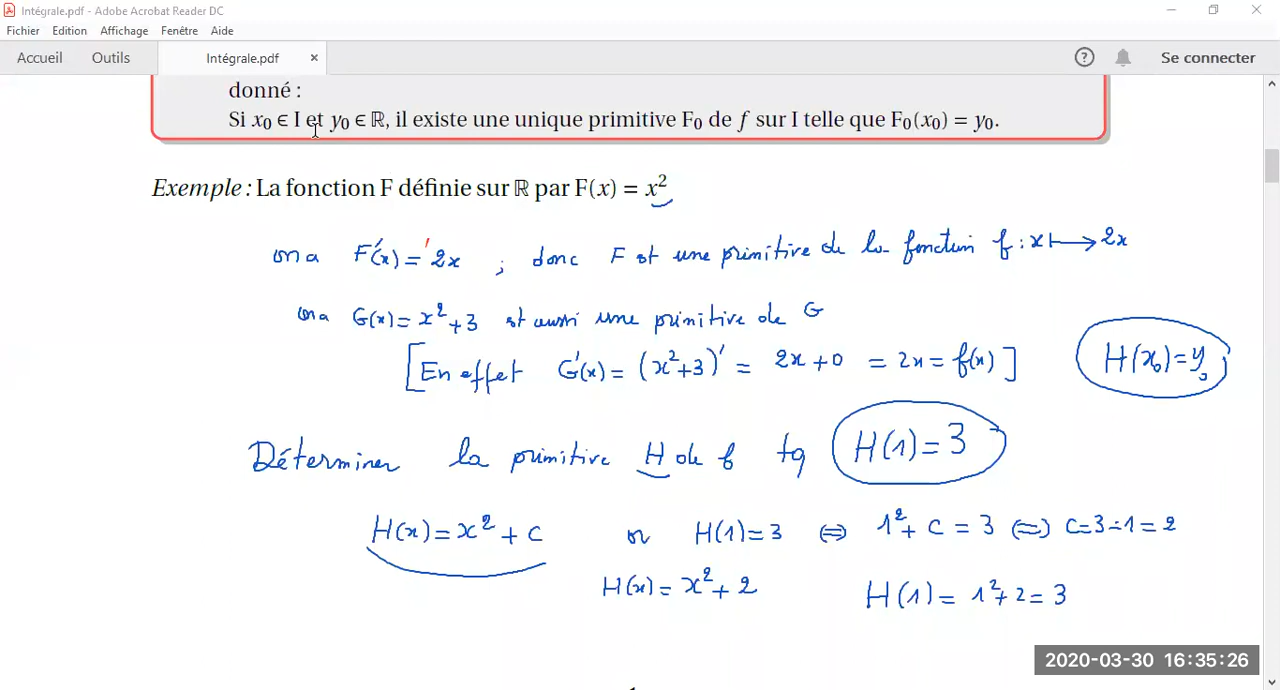 Intégrale.pdf - Adobe Acrobat Reader DC
Fichier Edition Affichage Fenêtre Aide
Accueil Outils Intégrale.pdf × ? Se connecter
donné :
Si x₀ ∈ I et y₀ ∈ ℝ, il existe une unique primitive F₀ de f sur I telle que F₀(x₀) = y₀.
Exemple : La fonction F définie sur ℝ par F(x) = x²
on a F'(x) = 2x ; donc F est une primitive de la fonction f : x ⟼ 2x
on a G(x) = x² + 3 est aussi une primitive de G
[En effet G'(x) = (x²+3)' = 2x + 0 = 2x = f(x)]
H(x₀) = y₀
Déterminer la primitive H de f tq H(1) = 3
H(x) = x² + C or H(1) = 3 ⇔ 1² + C = 3 ⇔ C = 3 - 1 = 2
H(x) = x² + 2 H(1) = 1² + 2 = 3
2020-03-30 16:35:26